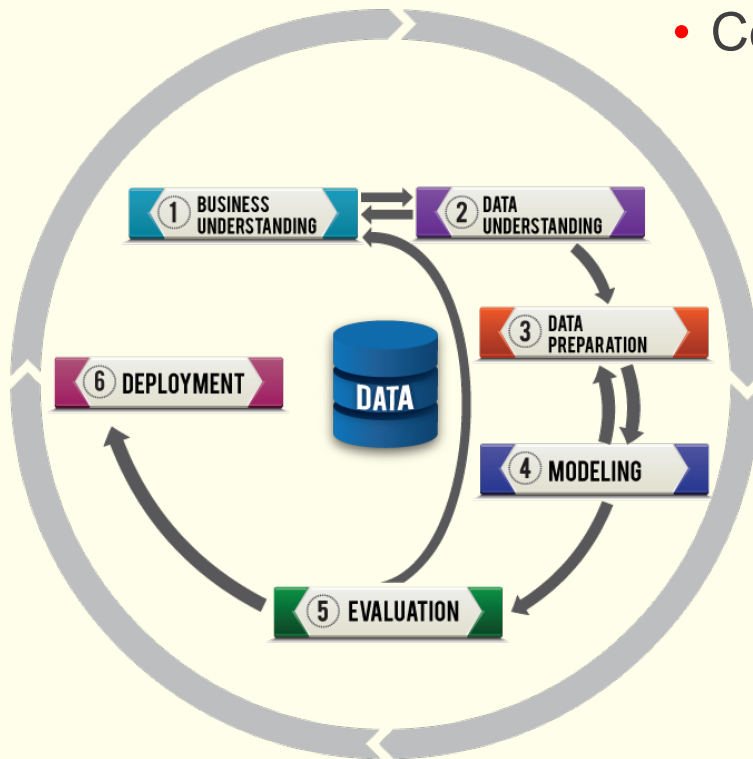 1 BUSINESS
UNDERSTANDING
2 DATA
UNDERSTANDING
3 DATA
PREPARATION
6 DEPLOYMENT
DATA
4 MODELING
5 EVALUATION